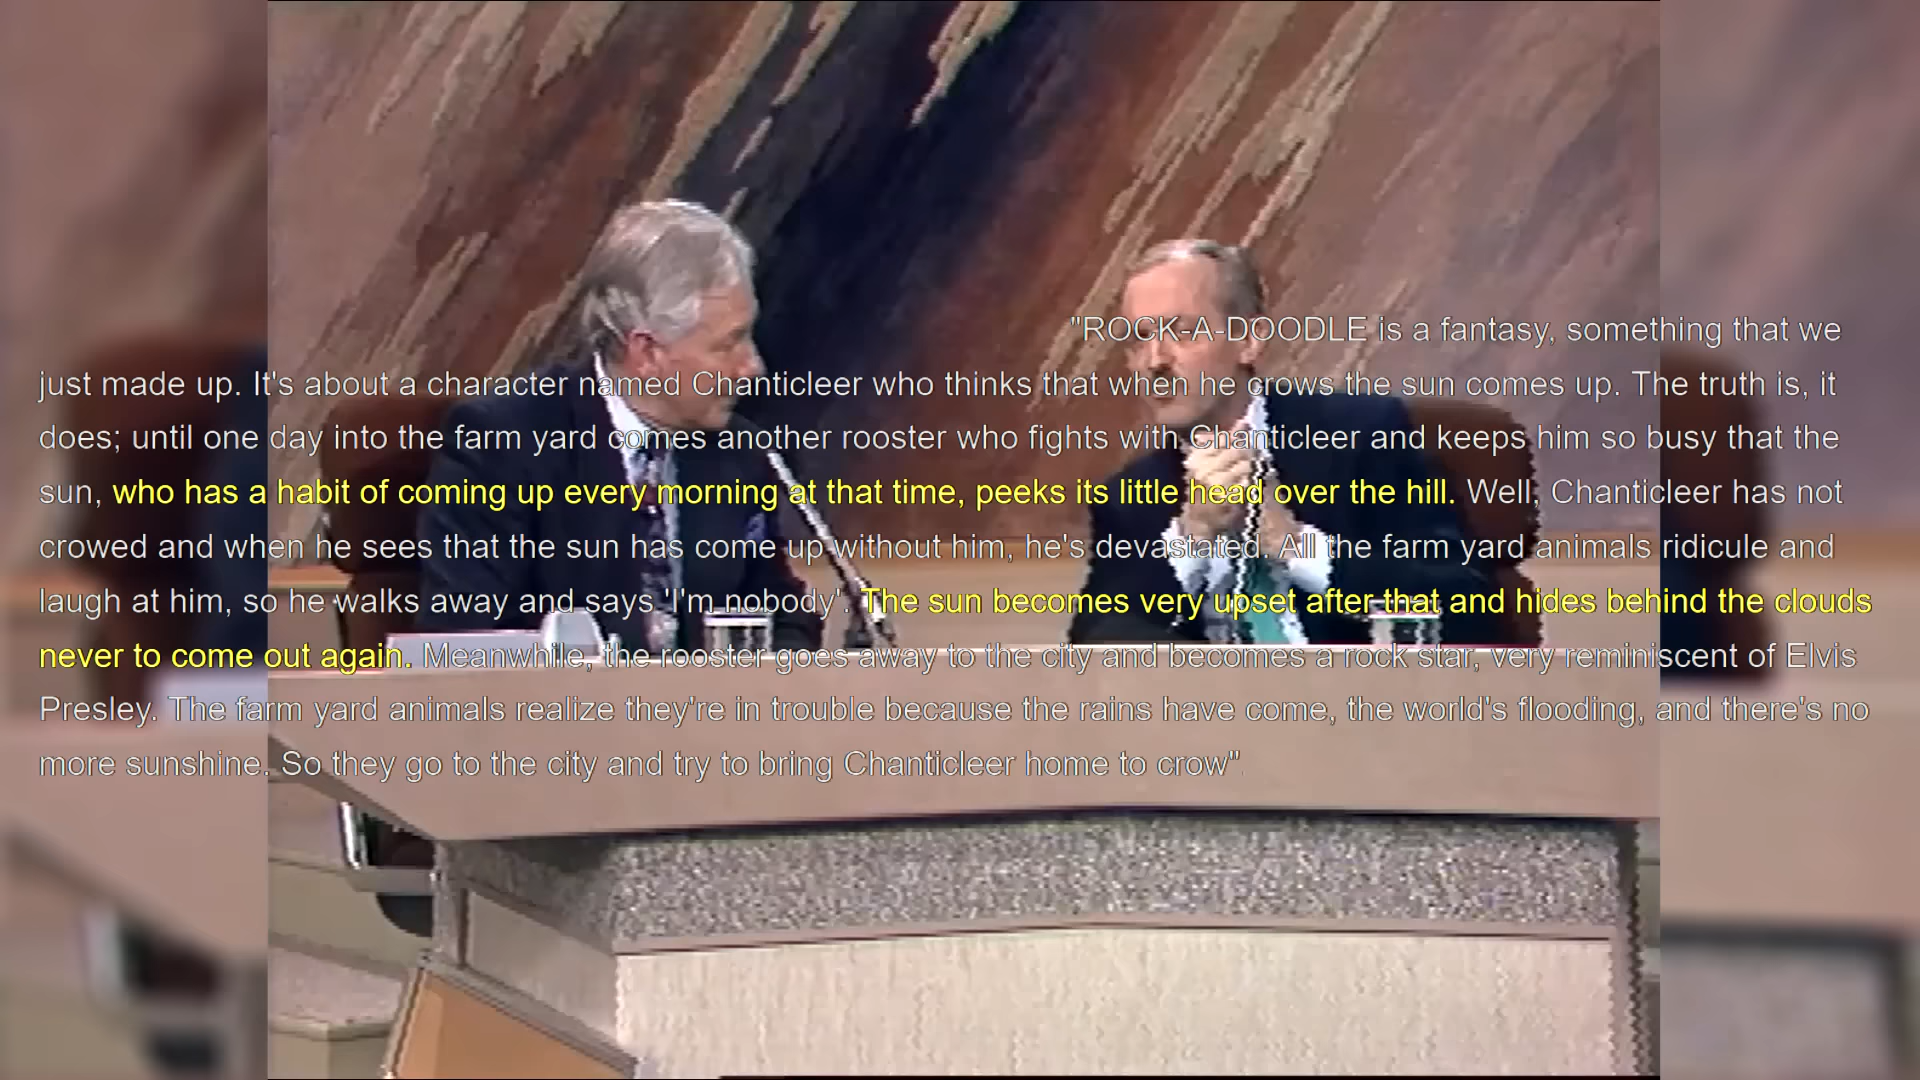 "ROCK-A-DOODLE is a fantasy, something that we
just made up. It's about a character named Chanticleer who thinks that when he crows the sun comes up. The truth is, it
does; until one day into the farm yard comes another rooster who fights with Chanticleer and keeps him so busy that the
sun, who has a habit of coming up every morning at that time, peeks its little head over the hill. Well, Chanticleer has not
crowed and when he sees that the sun has come up without him, he's devastated. All the farm yard animals ridicule and
laugh at him, so he walks away and says 'I'm nobody'. The sun becomes very upset after that and hides behind the clouds
never to come out again. Meanwhile, the rooster goes away to the city and becomes a rock star, very reminiscent of Elvis
Presley. The farm yard animals realize they're in trouble because the rains have come, the world's flooding, and there's no
more sunshine. So they go to the city and try to bring Chanticleer home to crow".